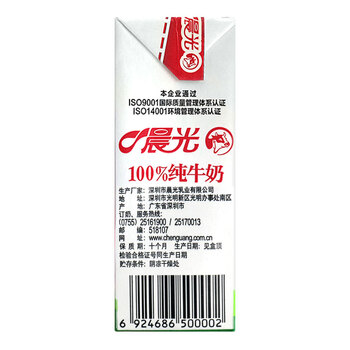 晨光
本企业通过
ISO9001国际质量管理体系认证
ISO14001环境管理体系认证
晨光
100%纯牛奶
生产厂家：深圳市晨光乳业有限公司
地 址：深圳市光明新区光明办事处南区
产 地：广东省深圳市
订奶、服务热线：
(0755) 25161900 / 25170013
邮 编：518107
网 址：www.chenguang.com.cn
保 质 期：十个月 生产日期：见盒顶
检验合格证号同生产日期
贮存条件：阴凉干燥处
6 924686 500002